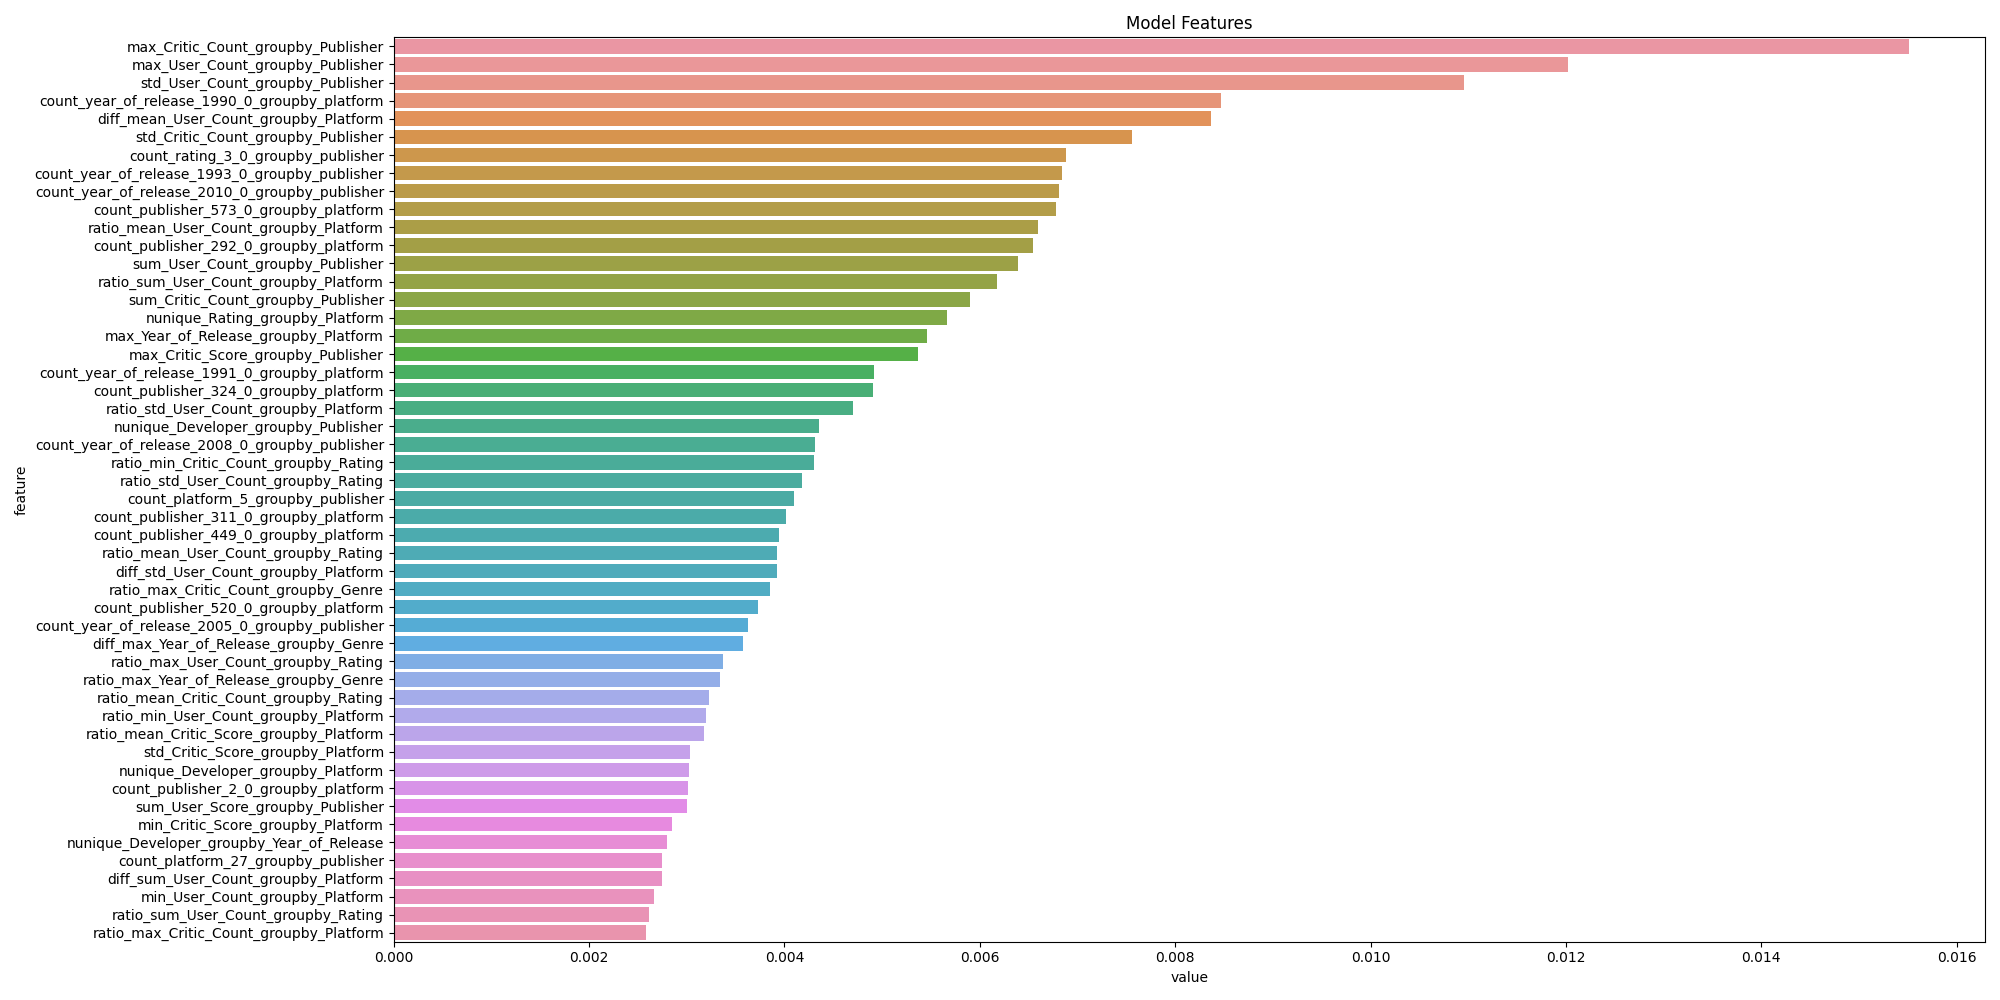 Model Features
max_Critic_Count_groupby_Publisher
max_User_Count_groupby_Publisher
std_User_Count_groupby_Publisher
count_year_of_release_1990_0_groupby_platform
diff_mean_User_Count_groupby_Platform
std_Critic_Count_groupby_Publisher
count_rating_3_0_groupby_publisher
count_year_of_release_1993_0_groupby_publisher
count_year_of_release_2010_0_groupby_publisher
count_publisher_573_0_groupby_platform
ratio_mean_User_Count_groupby_Platform
count_publisher_292_0_groupby_platform
sum_User_Count_groupby_Publisher
ratio_sum_User_Count_groupby_Platform
sum_Critic_Count_groupby_Publisher
nunique_Rating_groupby_Platform
max_Year_of_Release_groupby_Platform
max_Critic_Score_groupby_Publisher
count_year_of_release_1991_0_groupby_platform
count_publisher_324_0_groupby_platform
ratio_std_User_Count_groupby_Platform
nunique_Developer_groupby_Publisher
count_year_of_release_2008_0_groupby_publisher
ratio_min_Critic_Count_groupby_Rating
ratio_std_User_Count_groupby_Rating
count_platform_5_groupby_publisher
count_publisher_311_0_groupby_platform
count_publisher_449_0_groupby_platform
ratio_mean_User_Count_groupby_Rating
diff_std_User_Count_groupby_Platform
ratio_max_Critic_Count_groupby_Genre
count_publisher_520_0_groupby_platform
count_year_of_release_2005_0_groupby_publisher
diff_max_Year_of_Release_groupby_Genre
ratio_max_User_Count_groupby_Rating
ratio_max_Year_of_Release_groupby_Genre
ratio_mean_Critic_Count_groupby_Rating
ratio_min_User_Count_groupby_Platform
ratio_mean_Critic_Score_groupby_Platform
std_Critic_Score_groupby_Platform
nunique_Developer_groupby_Platform
count_publisher_2_0_groupby_platform
sum_User_Score_groupby_Publisher
min_Critic_Score_groupby_Platform
nunique_Developer_groupby_Year_of_Release
count_platform_27_groupby_publisher
diff_sum_User_Count_groupby_Platform
min_User_Count_groupby_Platform
ratio_sum_User_Count_groupby_Rating
ratio_max_Critic_Count_groupby_Platform
feature
0.000 0.002 0.004 0.006 0.008 0.010 0.012 0.014 0.016
value